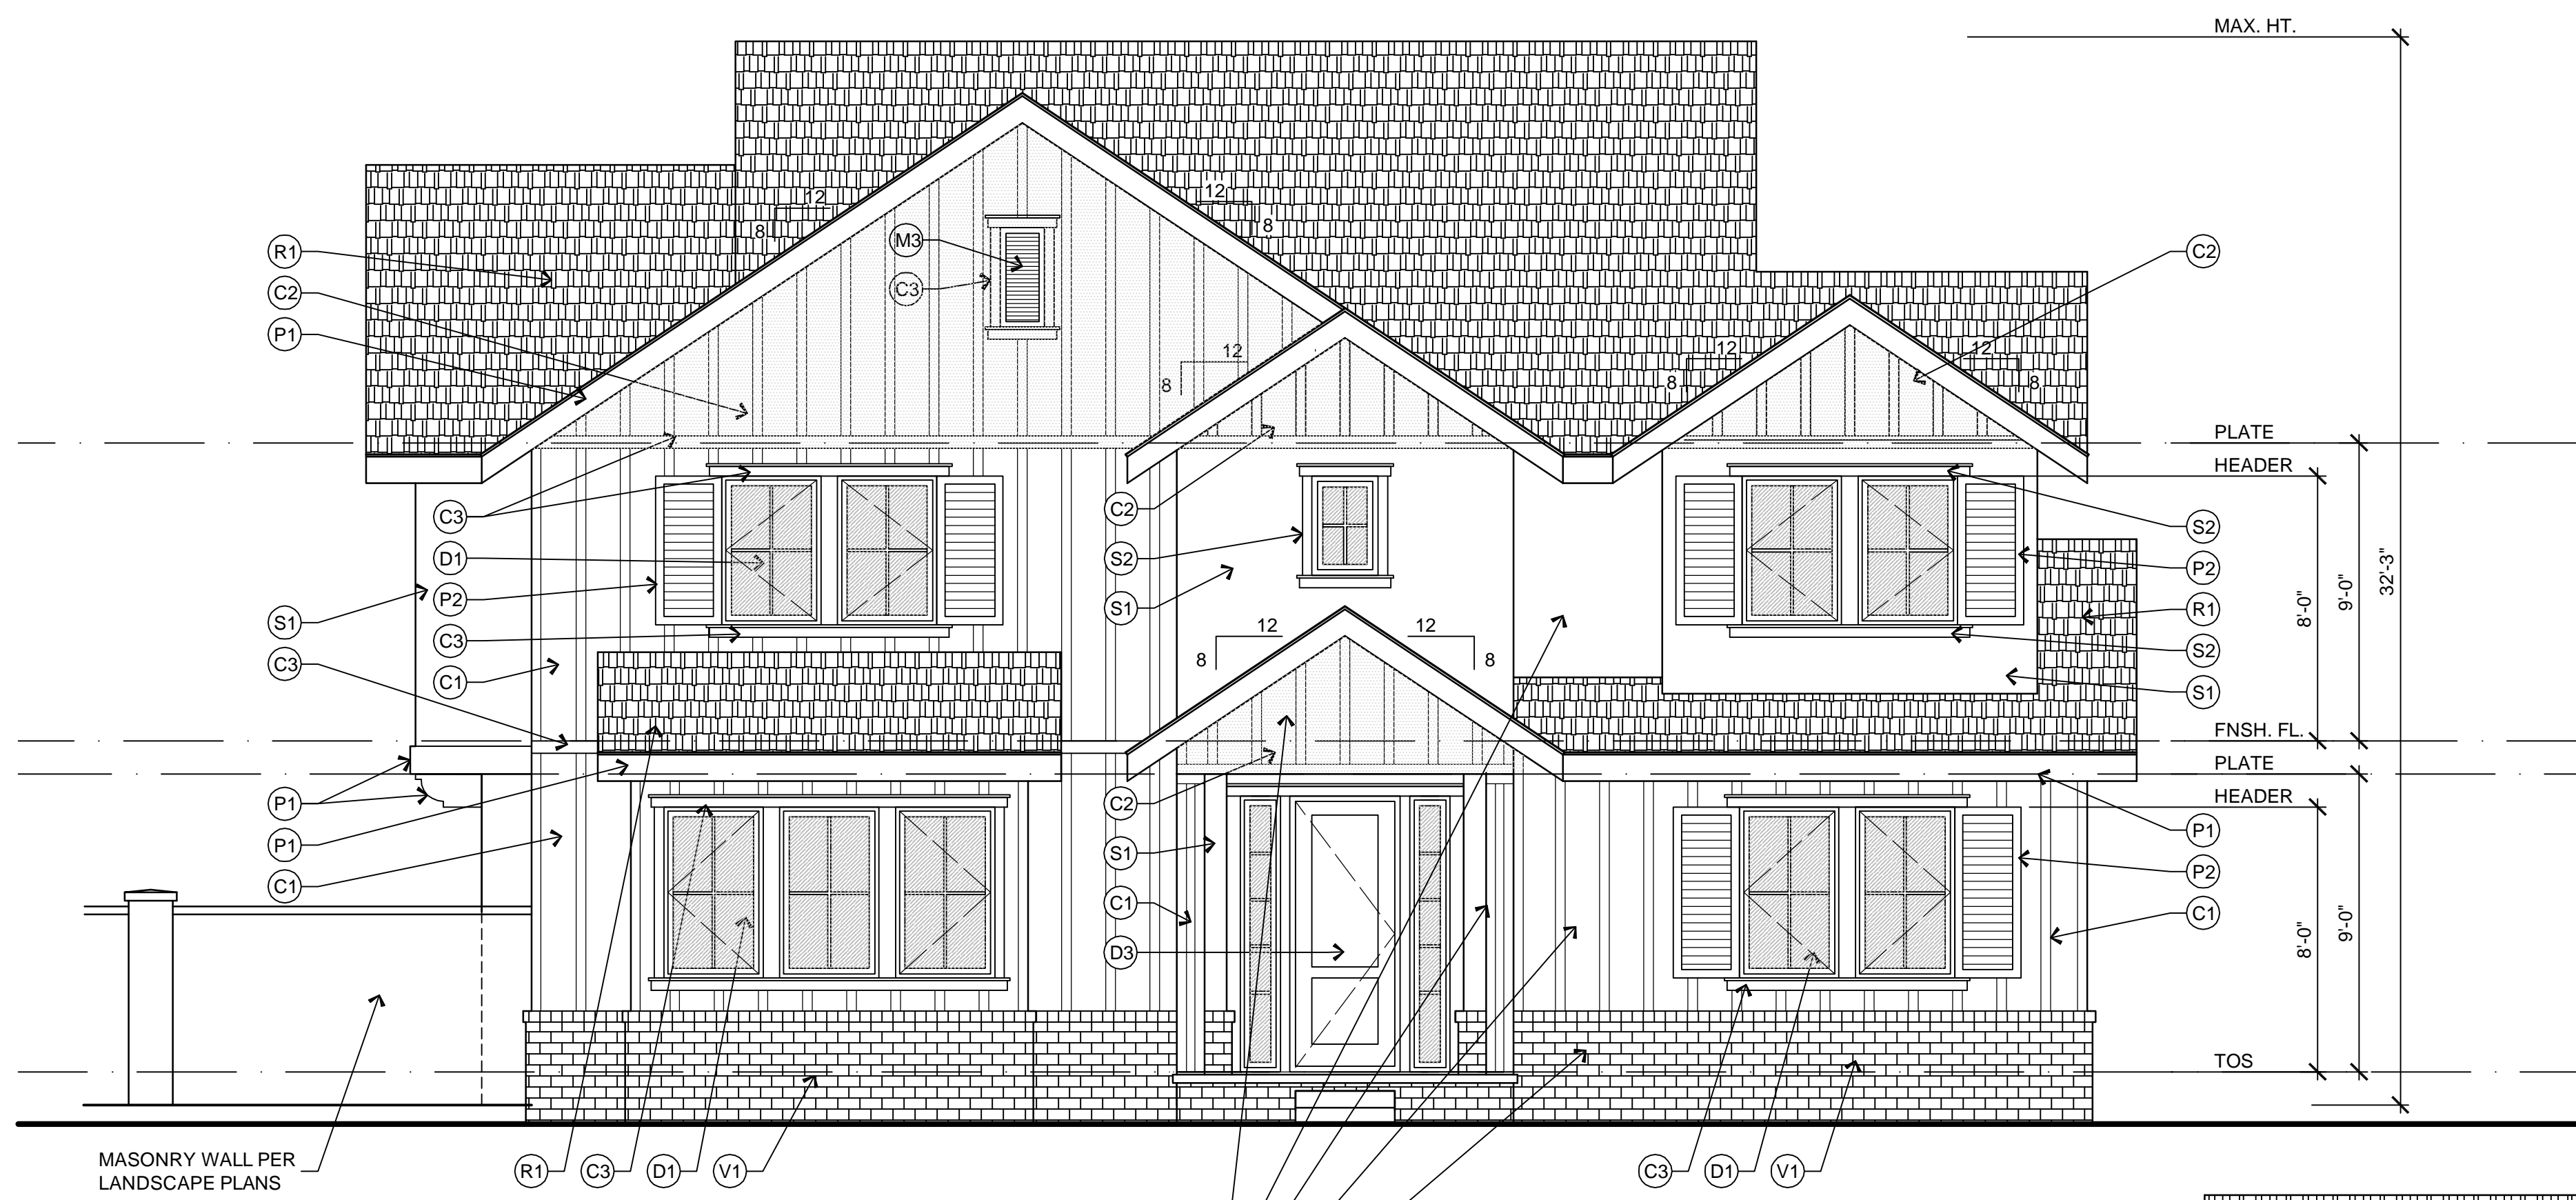 MAX. HT.
12
8
12
8
M3
C3
R1
C2
P1
C2
12
8
12
8
12
8
PLATE
HEADER
C3
D1
P2
C3
C1
S1
C3
C2
S2
S1
S2
P2
R1
S2
S1
8'-0"
9'-0"
32'-3"
12
8
12
8
FNSH. FL.
PLATE
HEADER
P1
P1
C1
C2
S1
C1
D3
P1
P2
C1
8'-0"
9'-0"
TOS
MASONRY WALL PER
LANDSCAPE PLANS
R1
C3
D1
V1
C3
D1
V1